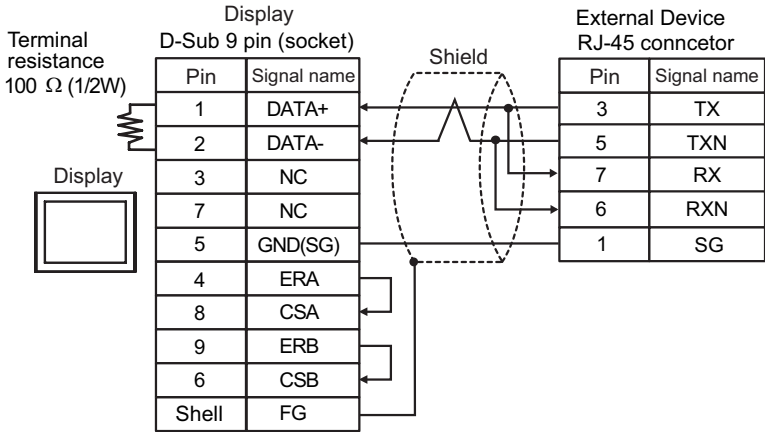 Display
D-Sub 9 pin (socket)
External Device
RJ-45 conncetor
Terminal
resistance
100 Ω (1/2W)
Shield
Pin Signal name
Pin Signal name
1 DATA+
3 TX
2 DATA-
5 TXN
Display
3 NC
7 RX
7 NC
6 RXN
5 GND(SG)
1 SG
4 ERA
8 CSA
9 ERB
6 CSB
Shell FG